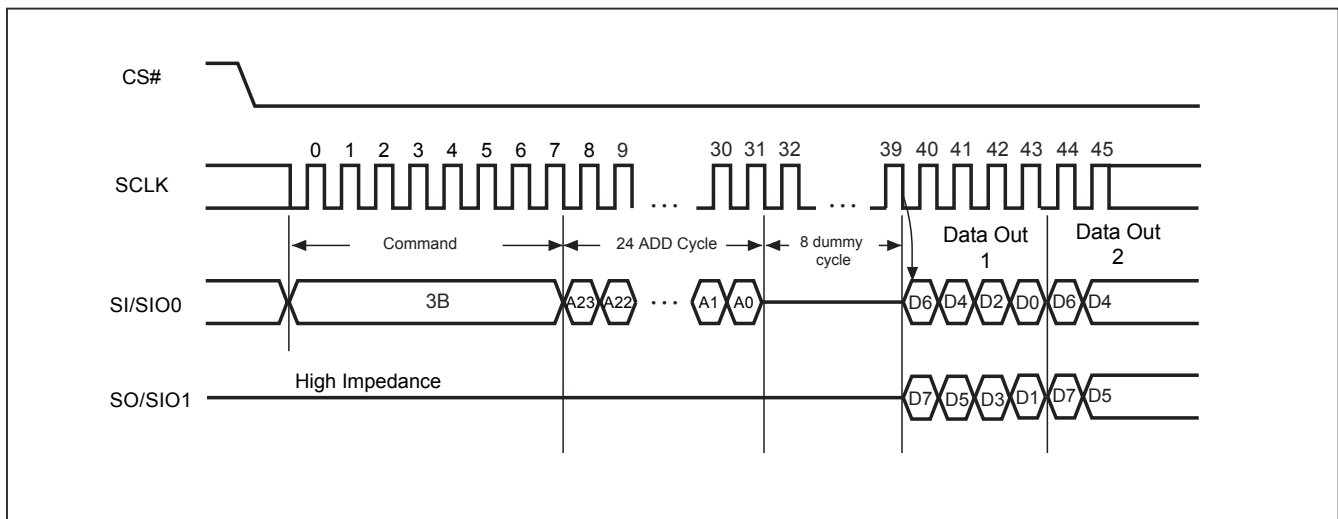 CS#
0 1 2 3 4 5 6 7 8 9 30 31 32 39 40 41 42 43 44 45
SCLK
... ...
Command 24 ADD Cycle 8 dummy cycle Data Out 1 Data Out 2
SI/SIO0 3B A23 A22 ... A1 A0 D6 D4 D2 D0 D6 D4
High Impedance
SO/SIO1 D7 D5 D3 D1 D7 D5